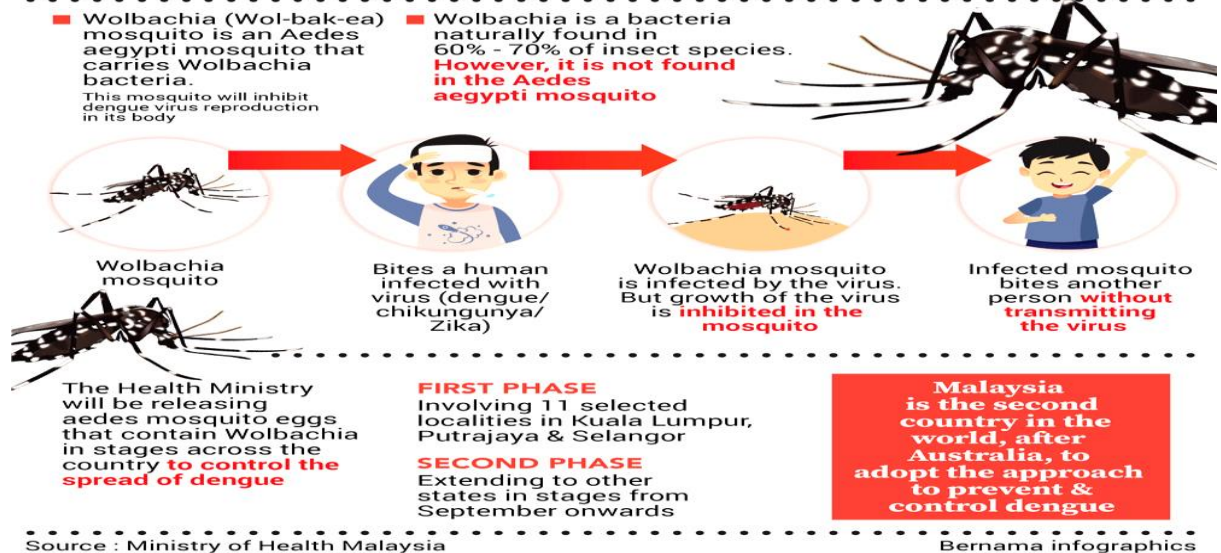 Wolbachia (Wol-bak-ea)
mosquito is an Aedes
aegypti mosquito that
carries Wolbachia
bacteria.
This mosquito will inhibit
dengue virus reproduction
in its body
Wolbachia is a bacteria
naturally found in
60% - 70% of insect species.
However, it is not found
in the Aedes
aegypti mosquito
Wolbachia
mosquito
Bites a human
infected with
virus (dengue/
chikungunya/
Zika)
Wolbachia mosquito
is infected by the virus.
But growth of the virus
is inhibited in the
mosquito
Infected mosquito
bites another
person without
transmitting
the virus
The Health Ministry
will be releasing
aedes mosquito eggs
that contain Wolbachia
in stages across the
country to control the
spread of dengue
FIRST PHASE
Involving 11 selected
localities in Kuala Lumpur,
Putrajaya & Selangor
SECOND PHASE
Extending to other
states in stages from
September onwards
Malaysia
is the second
country in the
world, after
Australia, to
adopt the approach
to prevent &
control dengue
Source : Ministry of Health Malaysia
Bernama infographics